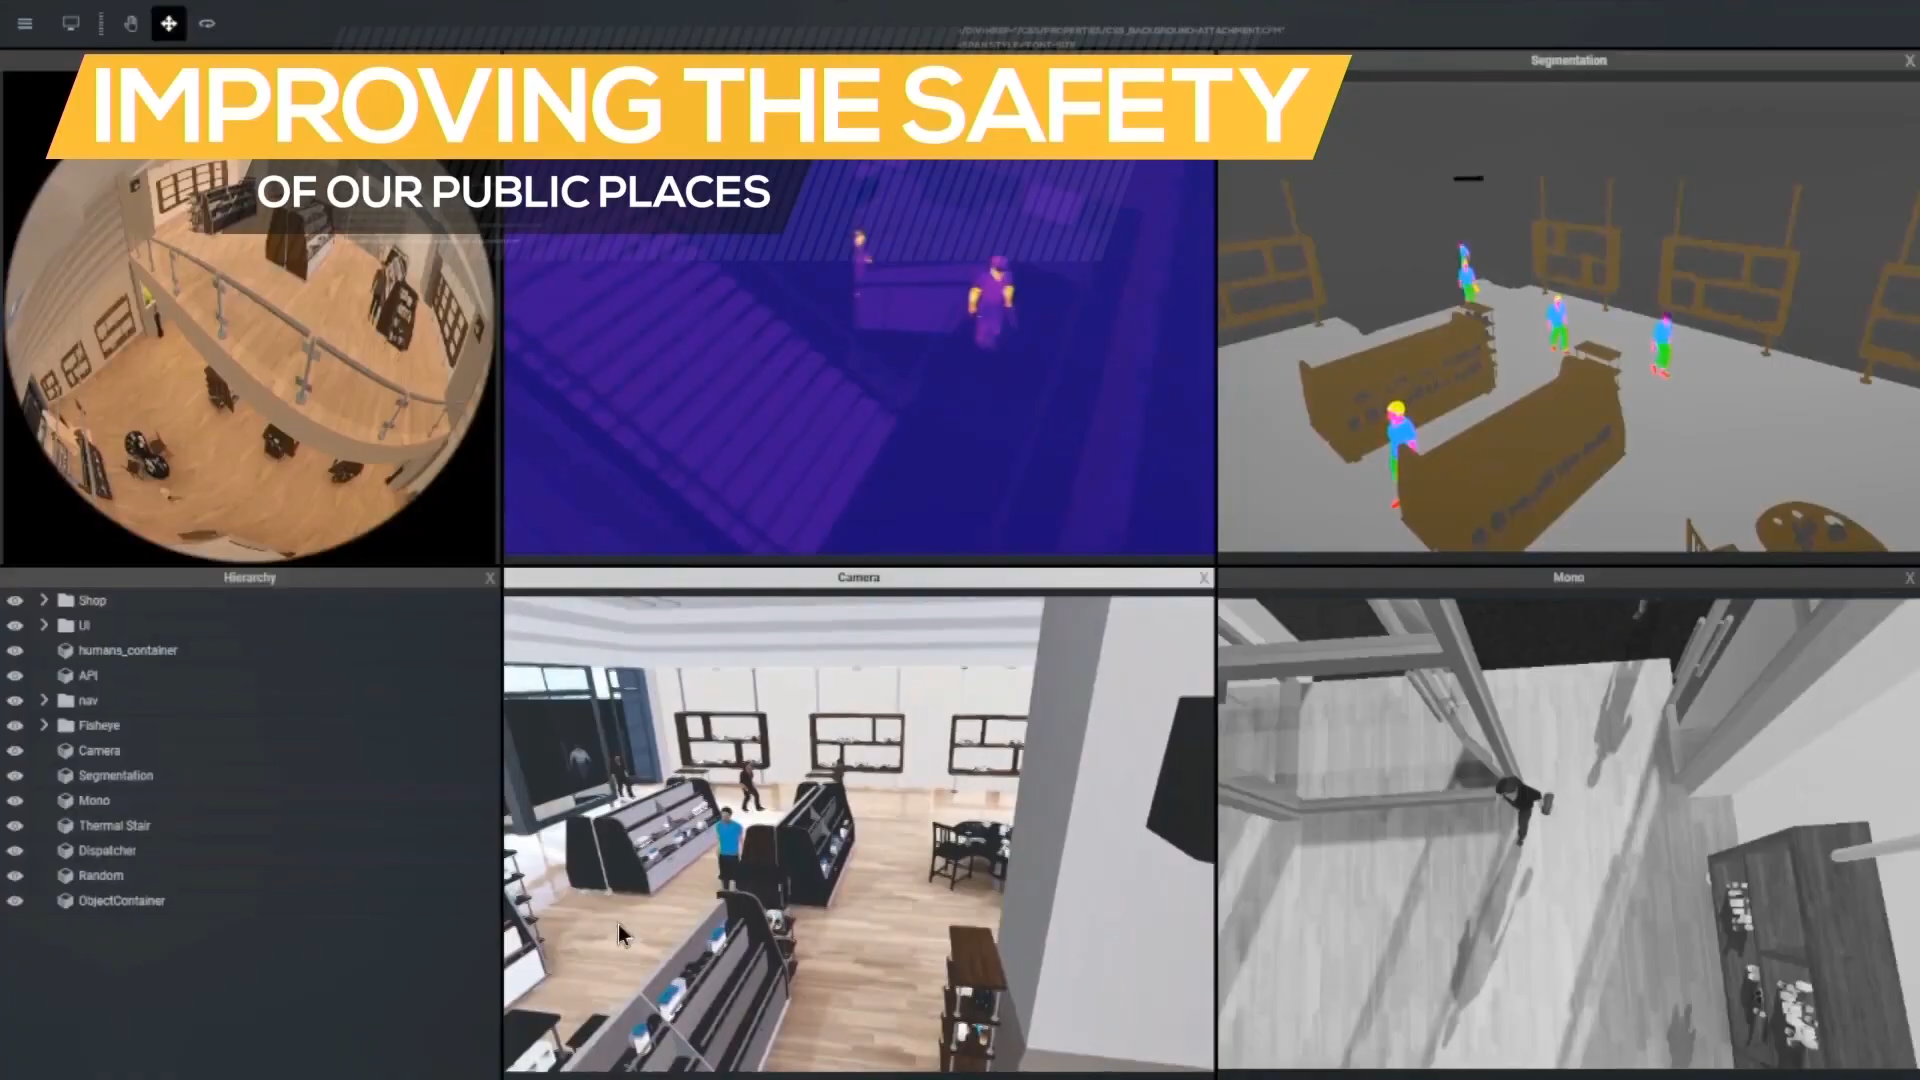 IMPROVING THE SAFETY
OF OUR PUBLIC PLACES
Segmentation X
Hierarchy X
Shop
UI
humans_container
API
nav
Fisheye
Camera
Segmentation
Mono
Thermal Stair
Dispatcher
Random
ObjectContainer
Camera X
Mono X